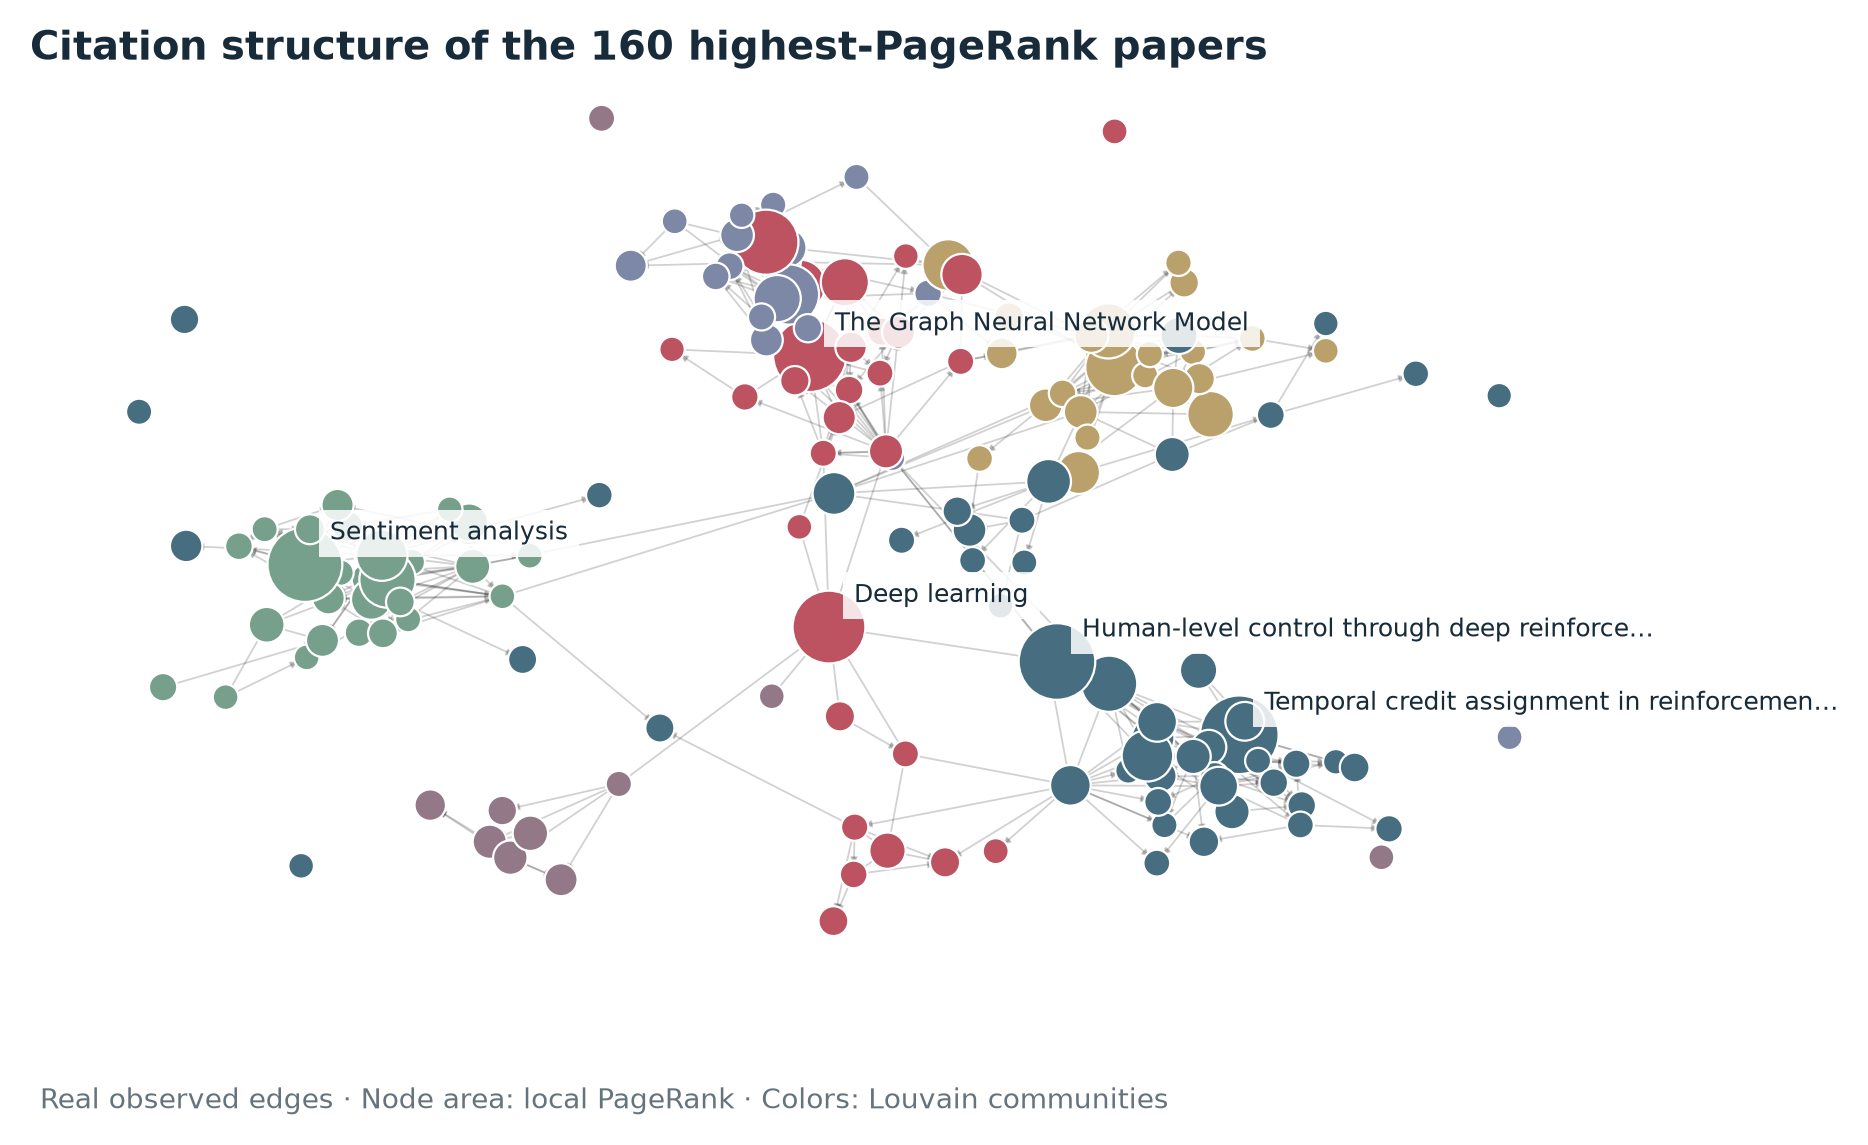 Citation structure of the 160 highest-PageRank papers
The Graph Neural Network Model
Sentiment analysis
Deep learning
Human-level control through deep reinforce...
Temporal credit assignment in reinforcemen...
Real observed edges · Node area: local PageRank · Colors: Louvain communities